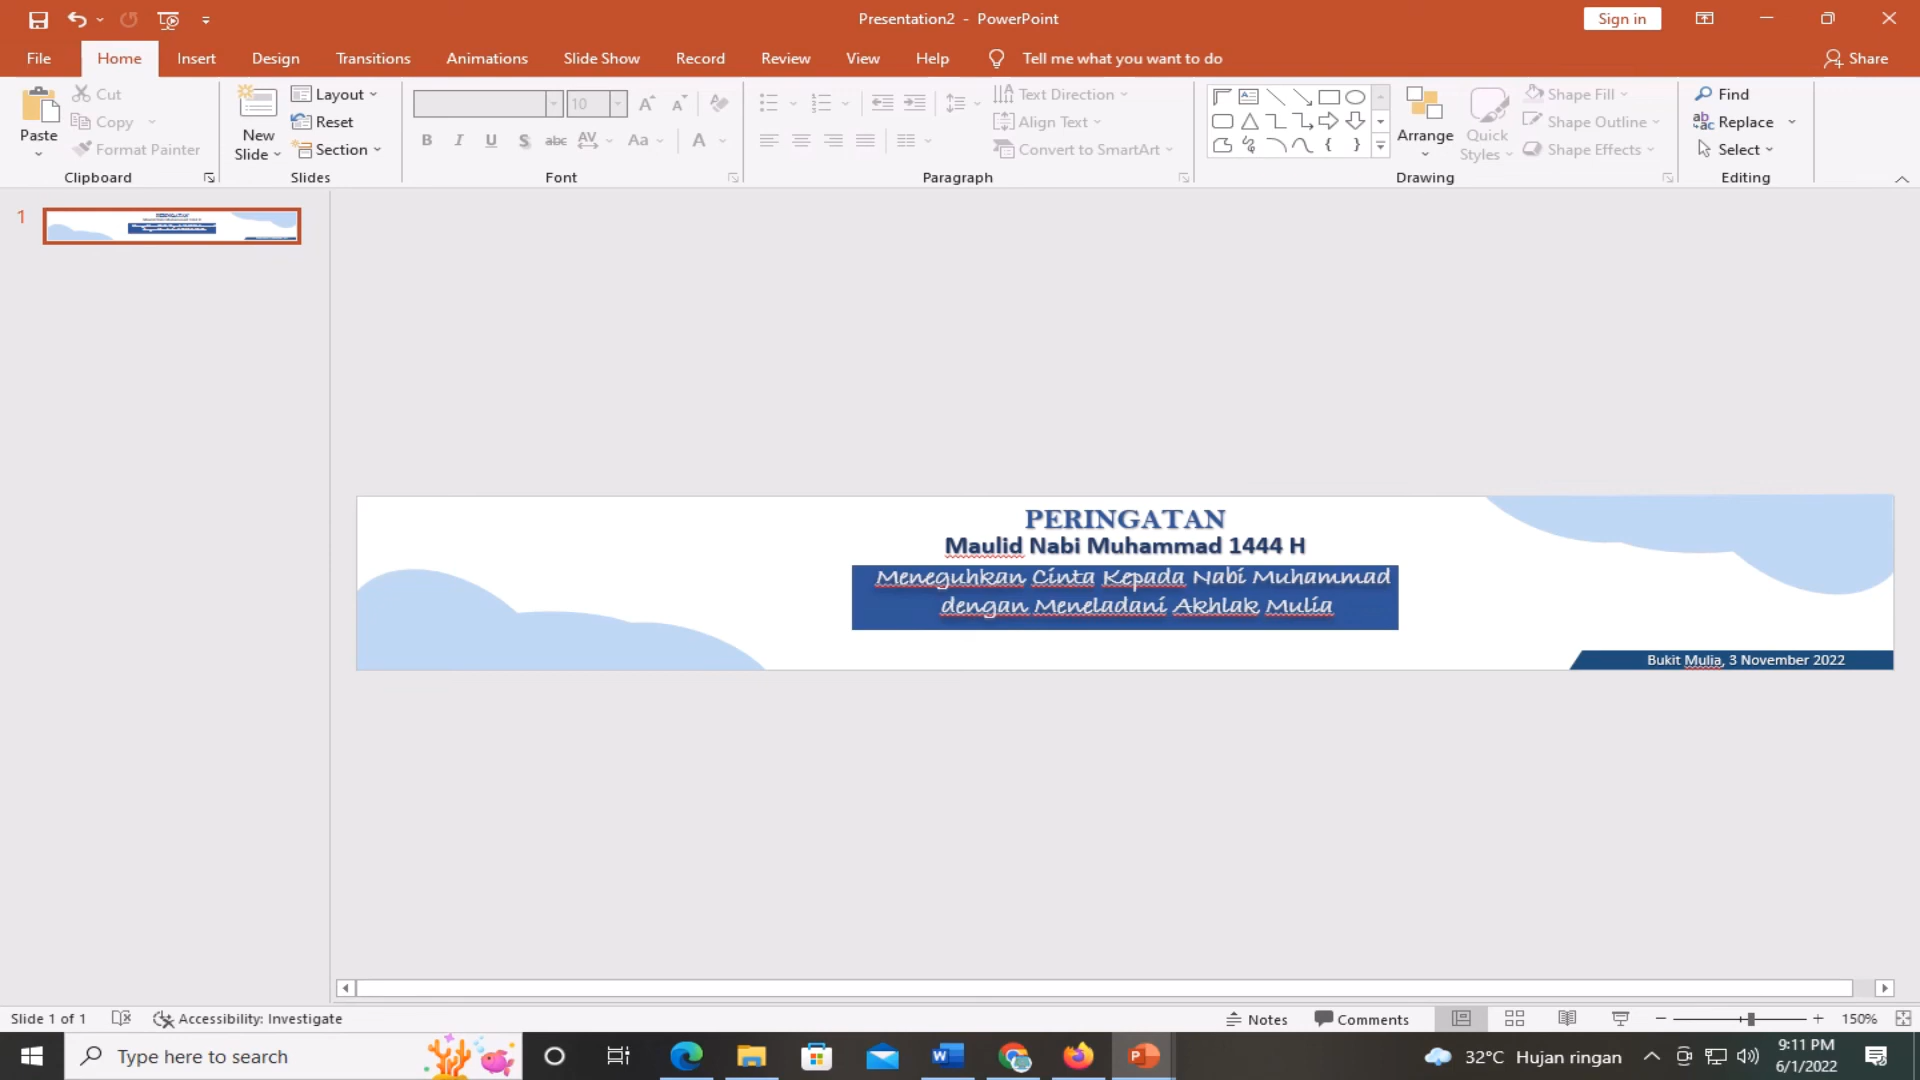 Presentation2 - PowerPoint
Sign in
File Home Insert Design Transitions Animations Slide Show Record Review View Help Tell me what you want to do Share
Paste
Cut
Copy
Format Painter
Clipboard
New Slide
Layout
Reset
Section
Slides
10
B I U S abc AV Aa A
Font
Text Direction
Align Text
Convert to SmartArt
Paragraph
Arrange
Quick Styles
Shape Fill
Shape Outline
Shape Effects
Drawing
Find
Replace
Select
Editing
1
PERINGATAN
Maulid Nabi Muhammad 1444 H
Meneguhkan Cinta Kepada Nabi Muhammad
dengan Meneladani Akhlak Mulia
Bukit Mulia, 3 November 2022
Slide 1 of 1 Accessibility: Investigate Notes Comments 150%
Type here to search
32°C Hujan ringan
9:11 PM
6/1/2022